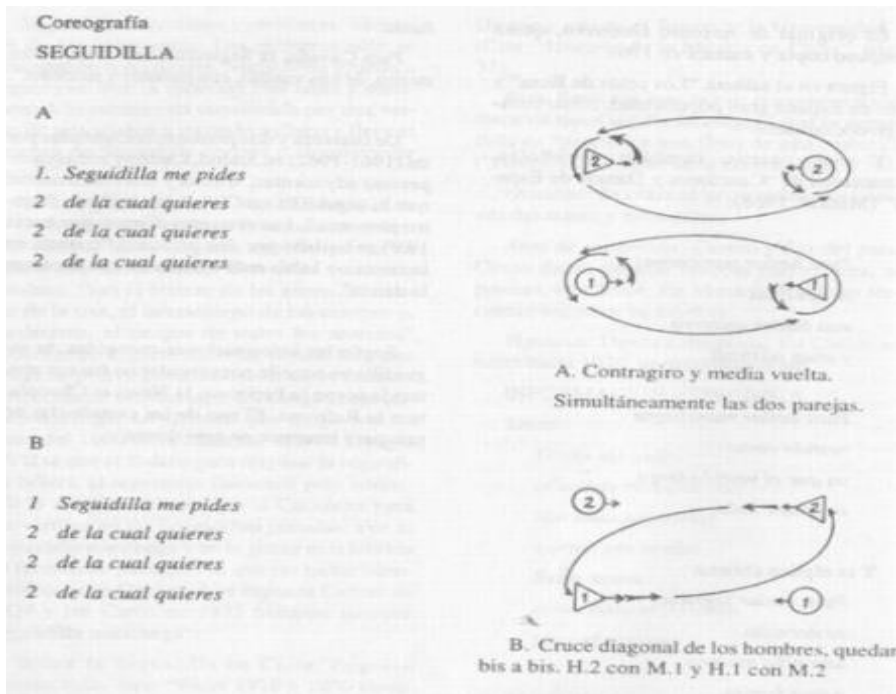 Coreografía
SEGUIDILLA
A
1. Seguidilla me pides
2 de la cual quieres
2 de la cual quieres
2 de la cual quieres
B
1 Seguidilla me pides
2 de la cual quieres
2 de la cual quieres
2 de la cual quieres
2
2
1
1
A. Contragiro y media vuelta.
Simultáneamente las dos parejas.
2
2
1
1
B. Cruce diagonal de los hombres, quedan
bis a bis. H.2 con M.1 y H.1 con M.2